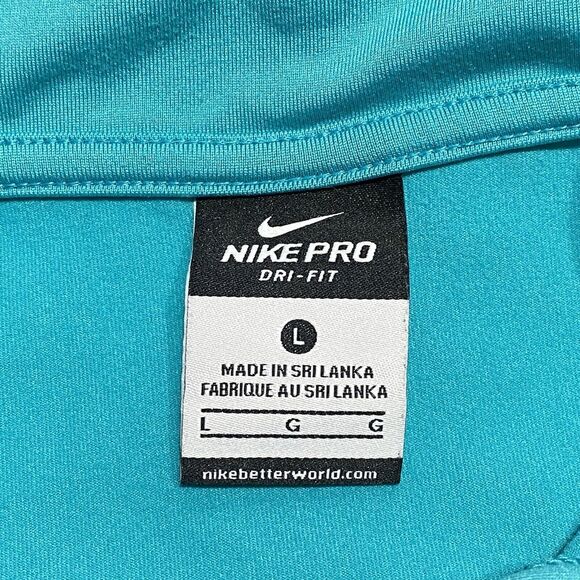 NIKE PRO
DRI-FIT
L
MADE IN SRI LANKA
FABRIQUE AU SRI LANKA
L G G
nikebetterworld.com